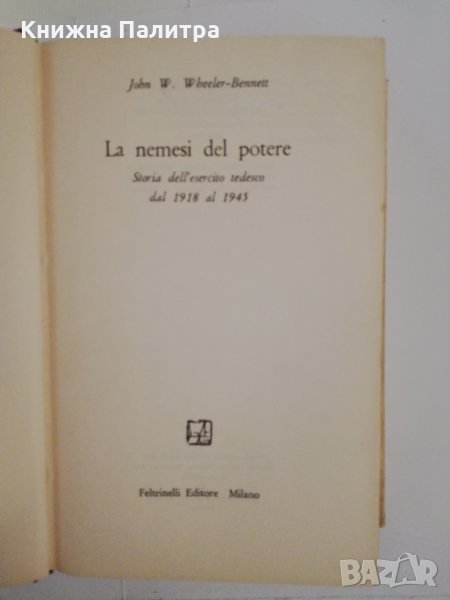 Книжна Палитра
John W. Wheeler-Bennett
La nemesi del potere
Storia dell'esercito tedesco
dal 1918 al 1945
Feltrinelli Editore Milano
BAZAR